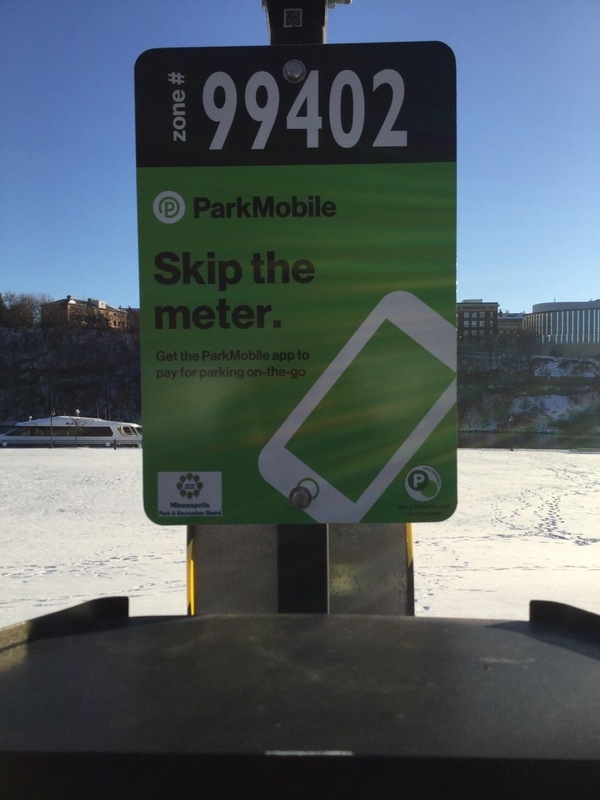 zone # 99402
P ParkMobile
Skip the
meter.
Get the ParkMobile app to
pay for parking on-the-go
Minneapolis
Park & Recreation Board
P